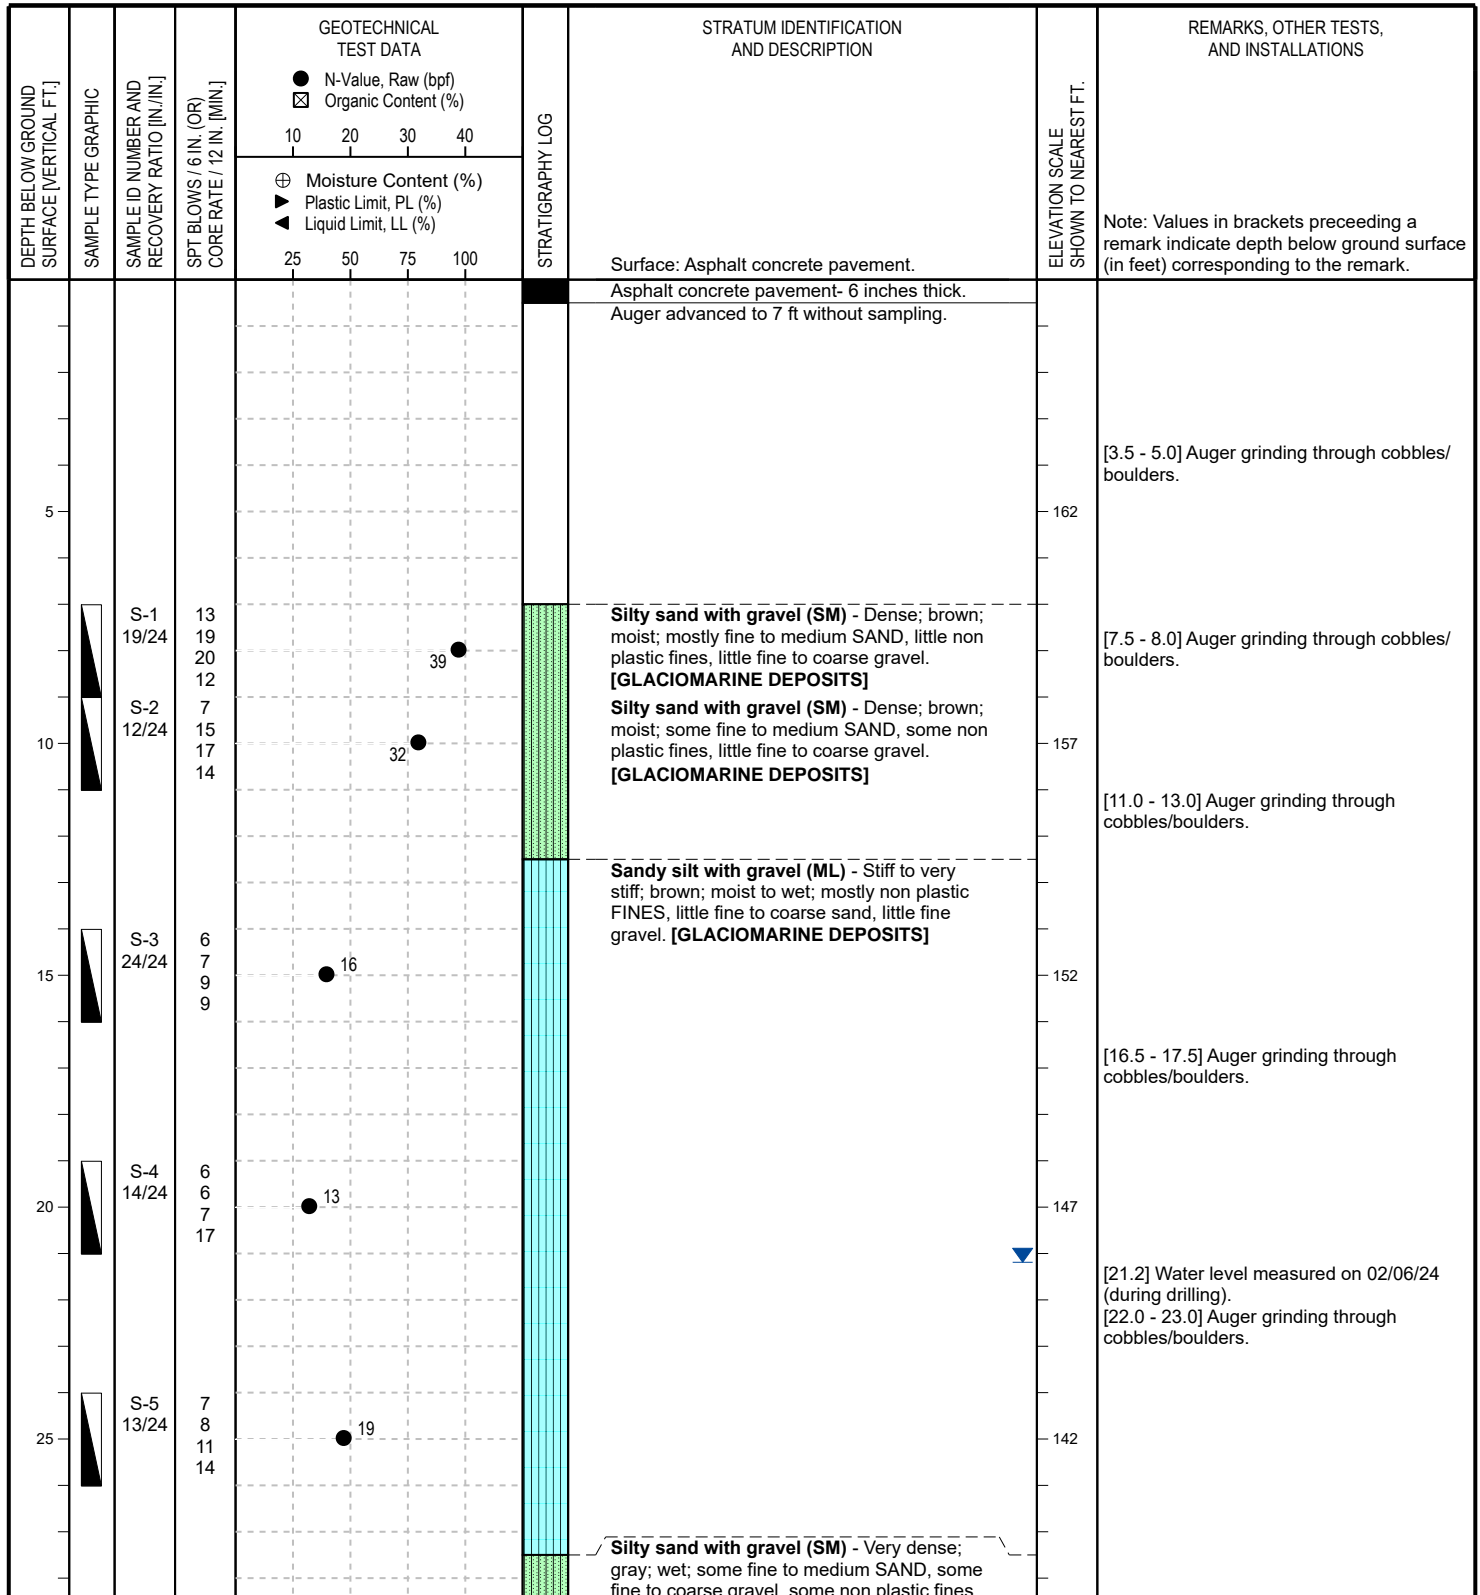 GEOTECHNICAL
TEST DATA
N-Value, Raw (bpf)
Organic Content (%)
10 20 30 40
Moisture Content (%)
Plastic Limit, PL (%)
Liquid Limit, LL (%)
25 50 75 100
DEPTH BELOW GROUND
SURFACE [VERTICAL FT.]
SAMPLE TYPE GRAPHIC
SAMPLE ID NUMBER AND
RECOVERY RATIO [IN./IN.]
SPT BLOWS / 6 IN. (OR)
CORE RATE / 12 IN. [MIN.]
STRATIGRAPHY LOG
STRATUM IDENTIFICATION
AND DESCRIPTION
Surface: Asphalt concrete pavement.
ELEVATION SCALE
SHOWN TO NEAREST FT.
REMARKS, OTHER TESTS,
AND INSTALLATIONS
Note: Values in brackets preceeding a
remark indicate depth below ground surface
(in feet) corresponding to the remark.
Asphalt concrete pavement- 6 inches thick.
Auger advanced to 7 ft without sampling.
[3.5 - 5.0] Auger grinding through cobbles/
boulders.
5
162
S-1
19/24
13
19
20
12
39
Silty sand with gravel (SM) - Dense; brown;
moist; mostly fine to medium SAND, little non
plastic fines, little fine to coarse gravel.
[GLACIOMARINE DEPOSITS]
[7.5 - 8.0] Auger grinding through cobbles/
boulders.
S-2
12/24
7
15
17
14
10
32
Silty sand with gravel (SM) - Dense; brown;
moist; some fine to medium SAND, some non
plastic fines, little fine to coarse gravel.
[GLACIOMARINE DEPOSITS]
157
[11.0 - 13.0] Auger grinding through
cobbles/boulders.
Sandy silt with gravel (ML) - Stiff to very
stiff; brown; moist to wet; mostly non plastic
FINES, little fine to coarse sand, little fine
gravel. [GLACIOMARINE DEPOSITS]
S-3
24/24
6
7
9
9
15
16
152
[16.5 - 17.5] Auger grinding through
cobbles/boulders.
S-4
14/24
6
6
7
17
20
13
147
[21.2] Water level measured on 02/06/24
(during drilling).
[22.0 - 23.0] Auger grinding through
cobbles/boulders.
S-5
13/24
7
8
11
14
25
19
142
Silty sand with gravel (SM) - Very dense;
gray; wet; some fine to medium SAND, some
fine to coarse gravel, some non plastic fines